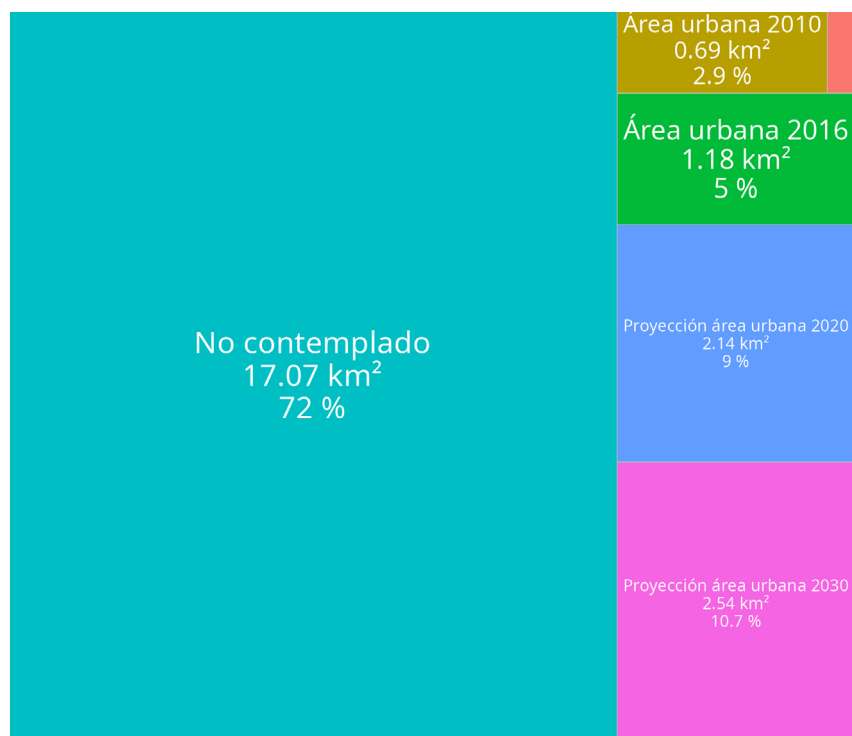 Área urbana 2010
0.69 km²
2.9 %
Área urbana 2016
1.18 km²
5 %
No contemplado
17.07 km²
72 %
Proyección área urbana 2020
2.14 km²
9 %
Proyección área urbana 2030
2.54 km²
10.7 %